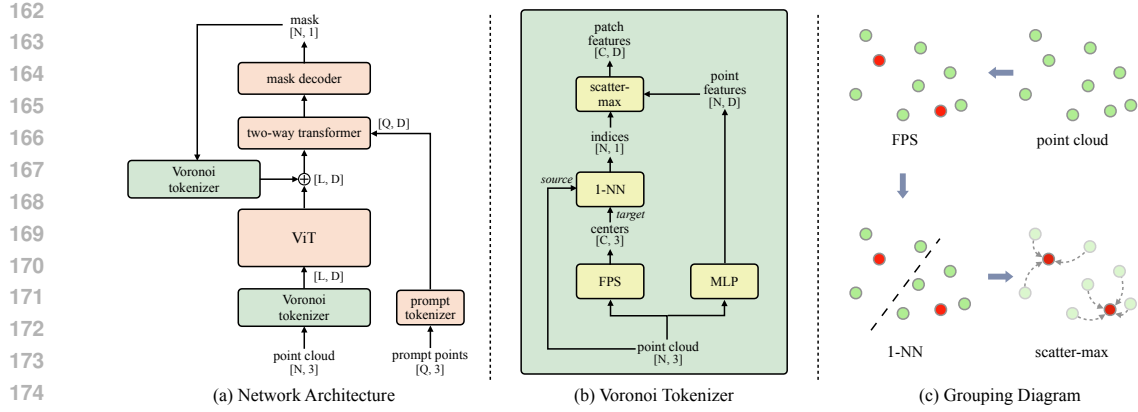 162
163
164
165
166
167
168
169
170
171
172
173
174
mask
[N, 1]
mask decoder
two-way transformer
[Q, D]
Voronoi
tokenizer
[L, D]
ViT
[L, D]
Voronoi
tokenizer
prompt
tokenizer
point cloud
[N, 3]
prompt points
[Q, 3]
(a) Network Architecture
patch
features
[C, D]
scatter-
max
point
features
[N, D]
indices
[N, 1]
source
1-NN
target
centers
[C, 3]
FPS
MLP
point cloud
[N, 3]
(b) Voronoi Tokenizer
FPS
point cloud
1-NN
scatter-max
(c) Grouping Diagram